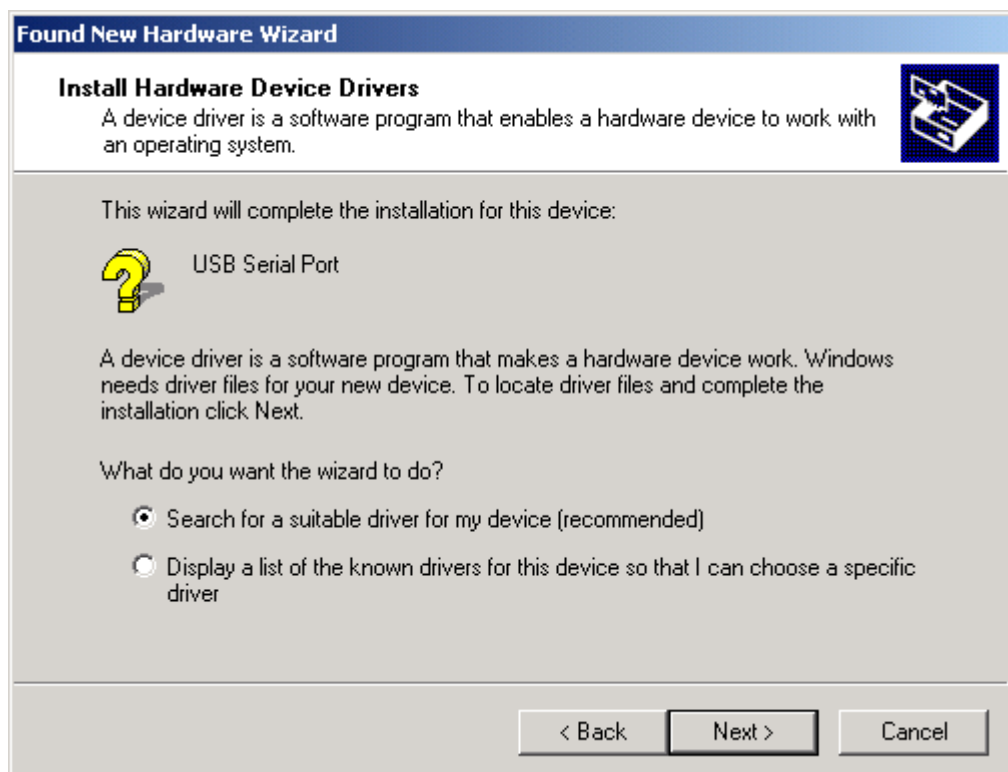 Found New Hardware Wizard
Install Hardware Device Drivers
A device driver is a software program that enables a hardware device to work with
an operating system.
This wizard will complete the installation for this device:
USB Serial Port
A device driver is a software program that makes a hardware device work. Windows
needs driver files for your new device. To locate driver files and complete the
installation click Next.
What do you want the wizard to do?
Search for a suitable driver for my device (recommended)
Display a list of the known drivers for this device so that I can choose a specific
driver
< Back
Next >
Cancel